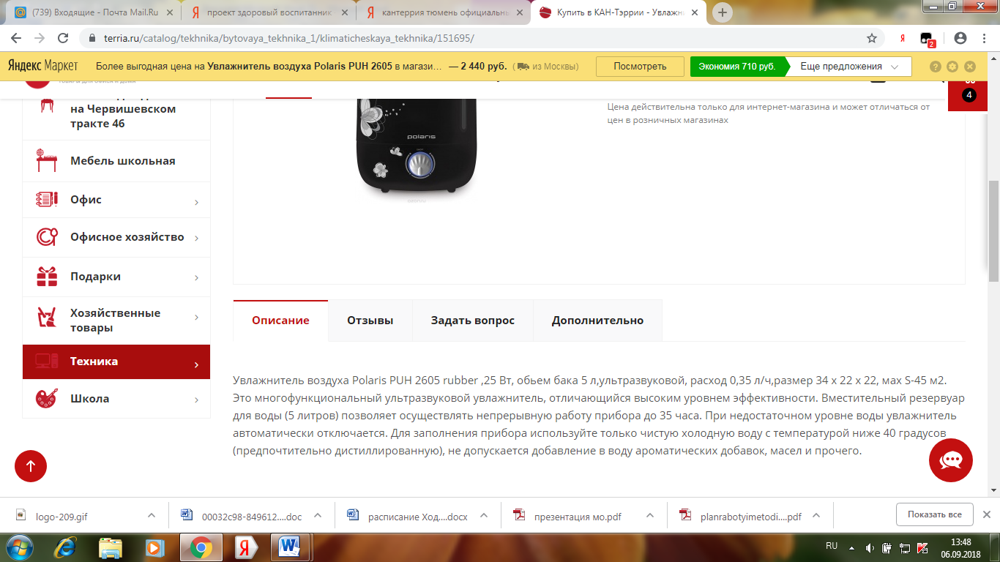 (739) Входящие - Почта Mail.Ru
проект здоровый воспитанник
кантеррия тюмень официальн
Купить в КАН-Тэррии - Увлажн
terria.ru/catalog/tekhnika/bytovaya_tekhnika_1/klimaticheskaya_tekhnika/151695/
Я
2
Яндекс Маркет
Более выгодная цена на Увлажнитель воздуха Polaris PUH 2605 в магази… — 2 440 руб. (из Москвы)
Посмотреть
Экономия 710 руб.
Еще предложения
4
на Червишевском
тракте 46
Мебель школьная
Офис
Офисное хозяйство
Подарки
Хозяйственные
товары
Техника
Школа
polaris
Цена действительна только для интернет-магазина и может отличаться от
цен в розничных магазинах
Описание
Отзывы
Задать вопрос
Дополнительно
Увлажнитель воздуха Polaris PUH 2605 rubber ,25 Вт, обьем бака 5 л,ультразвуковой, расход 0,35 л/ч,размер 34 х 22 х 22, мах S-45 м2.
Это многофункциональный ультразвуковой увлажнитель, отличающийся высоким уровнем эффективности. Вместительный резервуар
для воды (5 литров) позволяет осуществлять непрерывную работу прибора до 35 часа. При недостаточном уровне воды увлажнитель
автоматически отключается. Для заполнения прибора используйте только чистую холодную воду с температурой ниже 40 градусов
(предпочтительно дистиллированную), не допускается добавление в воду ароматических добавок, масел и прочего.
logo-209.gif
00032c98-849612....doc
расписание Ход....docx
презентация мо.pdf
planrabotyimetodi....pdf
Показать все
RU
13:48
06.09.2018